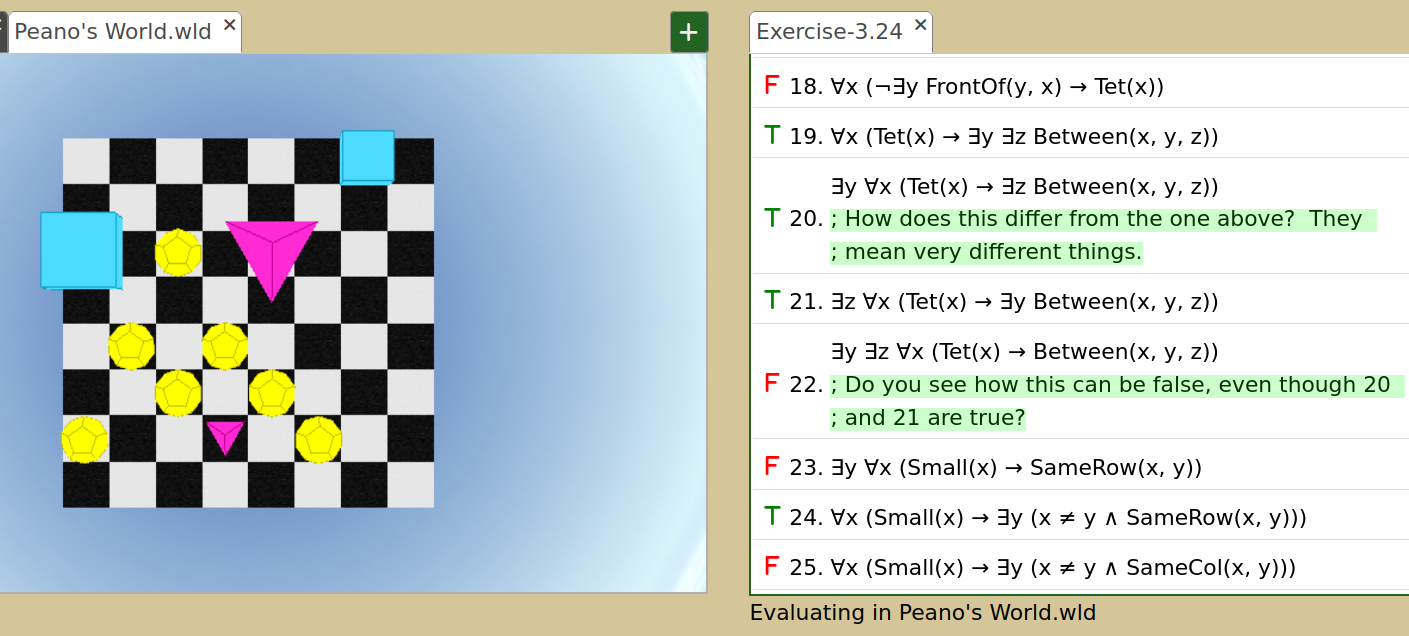 Peano's World.wld ×
+
Exercise-3.24 ×
F 18. ∀x (¬∃y FrontOf(y, x) → Tet(x))
T 19. ∀x (Tet(x) → ∃y ∃z Between(x, y, z))
∃y ∀x (Tet(x) → ∃z Between(x, y, z))
T 20. ; How does this differ from the one above?  They
; mean very different things.
T 21. ∃z ∀x (Tet(x) → ∃y Between(x, y, z))
∃y ∃z ∀x (Tet(x) → Between(x, y, z))
F 22. ; Do you see how this can be false, even though 20
; and 21 are true?
F 23. ∃y ∀x (Small(x) → SameRow(x, y))
T 24. ∀x (Small(x) → ∃y (x ≠ y ∧ SameRow(x, y)))
F 25. ∀x (Small(x) → ∃y (x ≠ y ∧ SameCol(x, y)))
Evaluating in Peano's World.wld